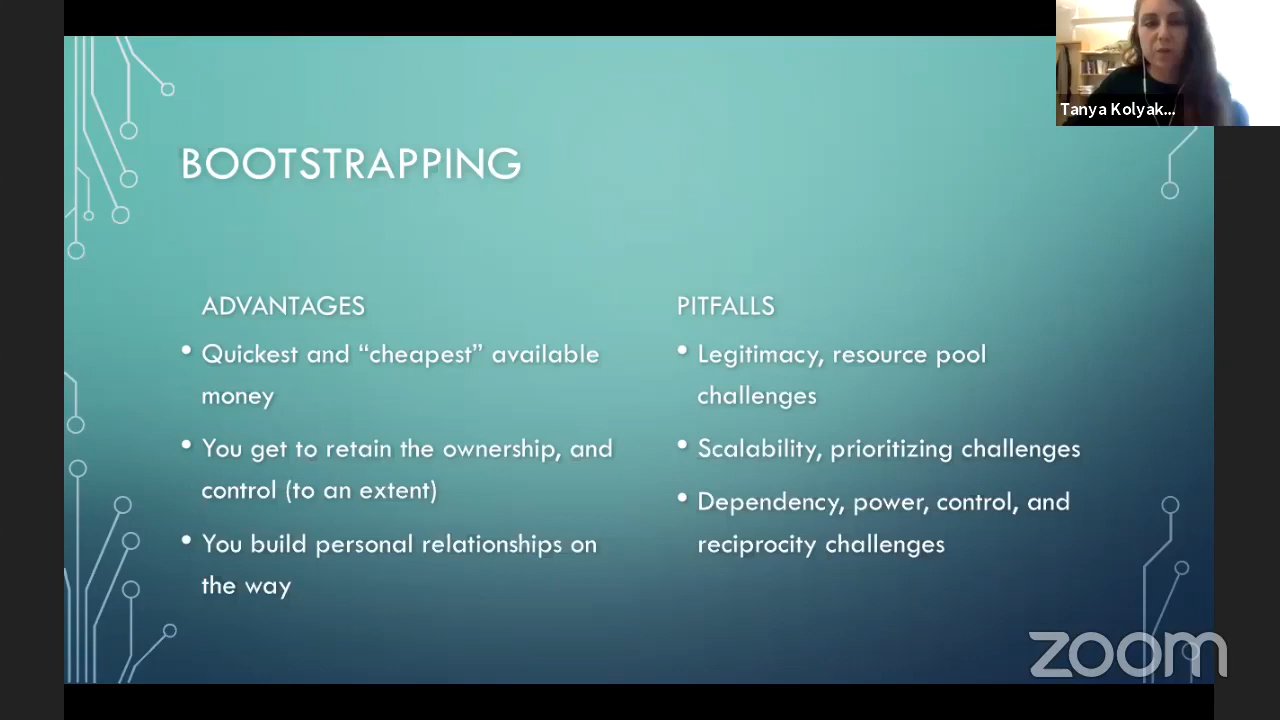 Tanya Kolyak...
BOOTSTRAPPING
ADVANTAGES
• Quickest and “cheapest” available
money
• You get to retain the ownership, and
control (to an extent)
• You build personal relationships on
the way
PITFALLS
• Legitimacy, resource pool
challenges
• Scalability, prioritizing challenges
• Dependency, power, control, and
reciprocity challenges
zoom